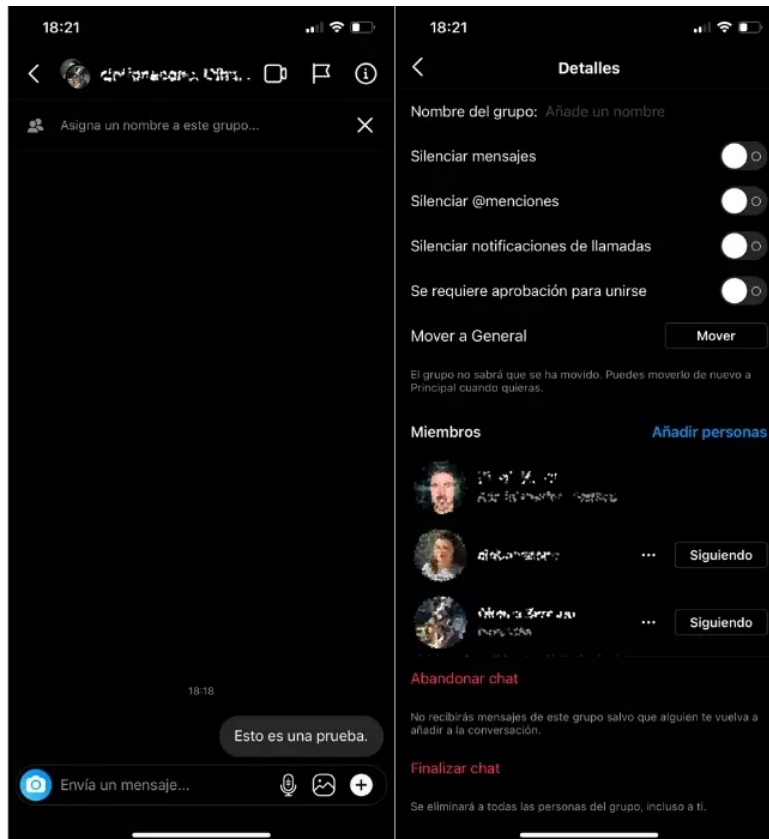 18:21
Asigna un nombre a este grupo...
18:18
Esto es una prueba.
Envía un mensaje...
18:21
Detalles
Nombre del grupo: Añade un nombre
Silenciar mensajes
Silenciar @menciones
Silenciar notificaciones de llamadas
Se requiere aprobación para unirse
Mover a General Mover
El grupo no sabrá que se ha movido. Puedes moverlo de nuevo a
Principal cuando quieras.
Miembros Añadir personas
Siguiendo
Siguiendo
Abandonar chat
No recibirás mensajes de este grupo salvo que alguien te vuelva a
añadir a la conversación.
Finalizar chat
Se eliminará a todas las personas del grupo, incluso a ti.